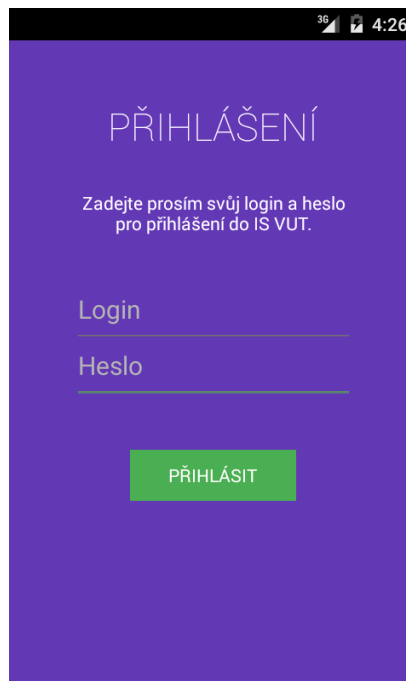 3G 4:26
PŘIHLÁŠENÍ
Zadejte prosím svůj login a heslo
pro přihlášení do IS VUT.
Login
Heslo
PŘIHLÁSIT